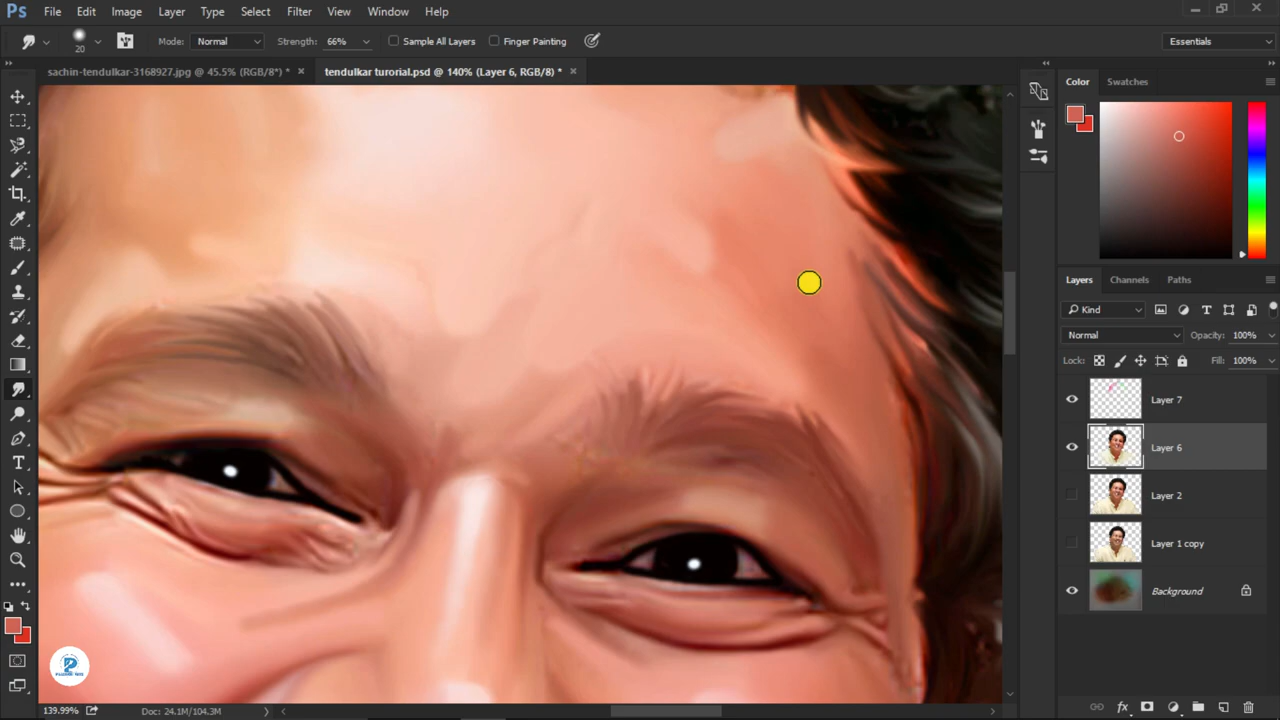 Ps File Edit Image Layer Type Select Filter View Window Help
20 Mode: Normal Strength: 66% Sample All Layers Finger Painting Essentials
sachin-tendulkar-3168927.jpg @ 45.5% (RGB/8*) * × tendulkar turorial.psd @ 140% (Layer 6, RGB/8) * ×
Color Swatches
Layers Channels Paths
Kind
Normal Opacity: 100%
Lock: Fill: 100%
Layer 7
Layer 6
Layer 2
Layer 1 copy
Background
139.99% Doc: 24.1M/104.3M